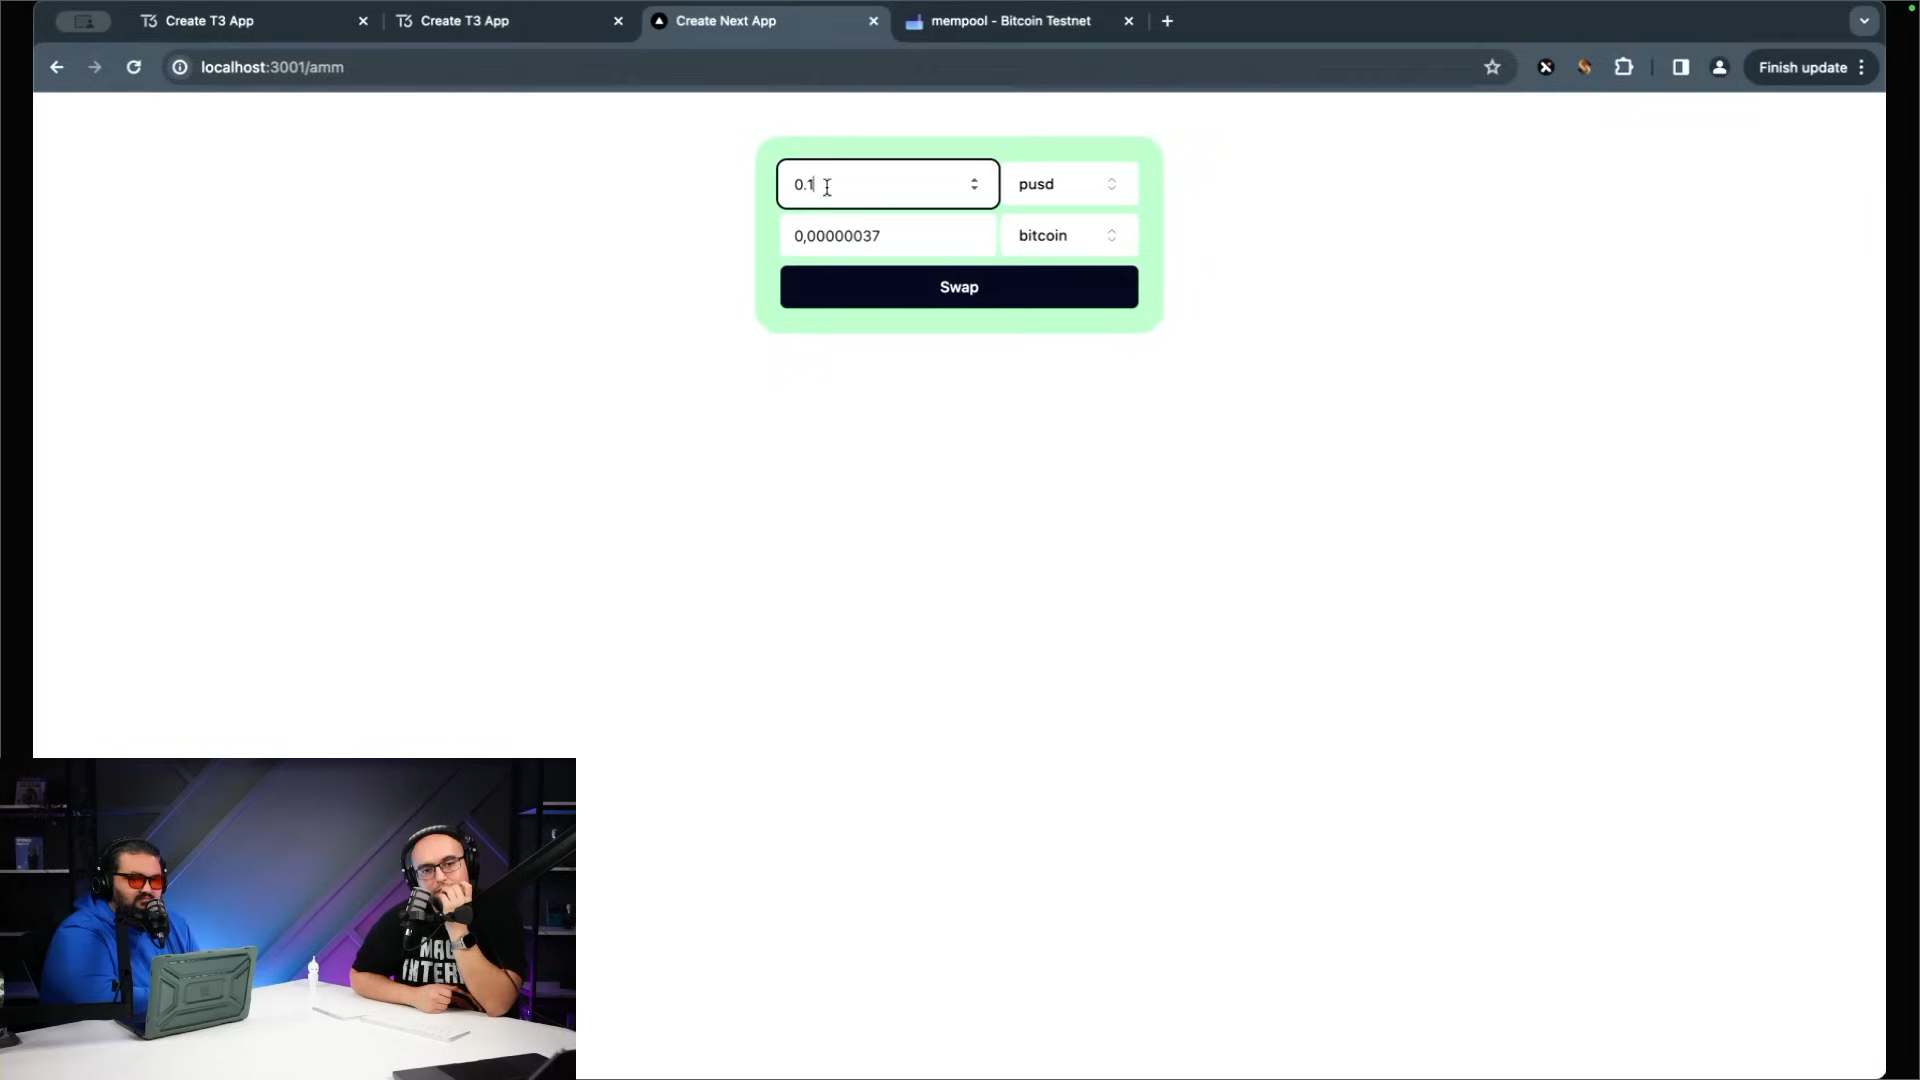 Create T3 App
Create T3 App
Create Next App
mempool - Bitcoin Testnet
localhost:3001/amm
Finish update
0.1
pusd
0,00000037
bitcoin
Swap